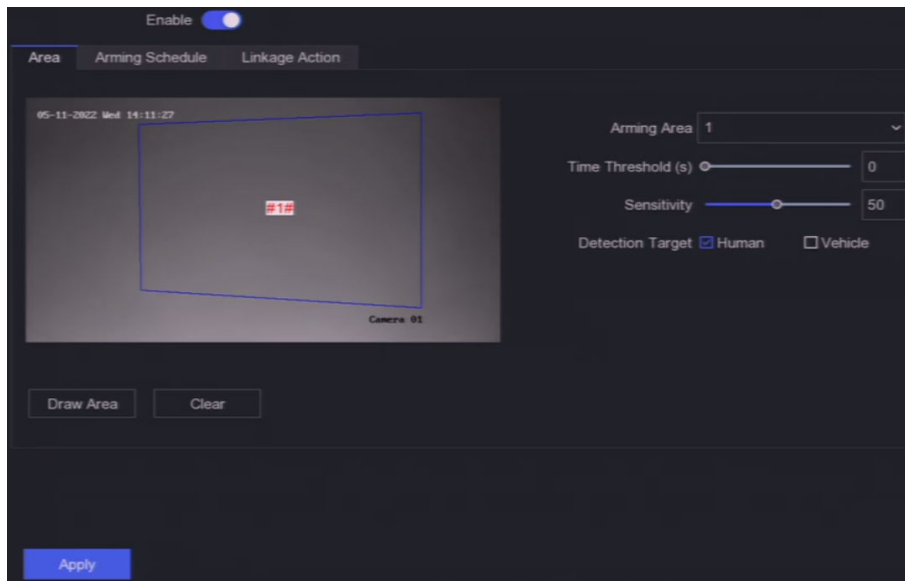 Enable
Area Arming Schedule Linkage Action
05-11-2022 Wed 14:11:27
Arming Area 1
Time Threshold (s) 0
#1#
Sensitivity 50
Detection Target Human Vehicle
Camera 01
Draw Area Clear
Apply